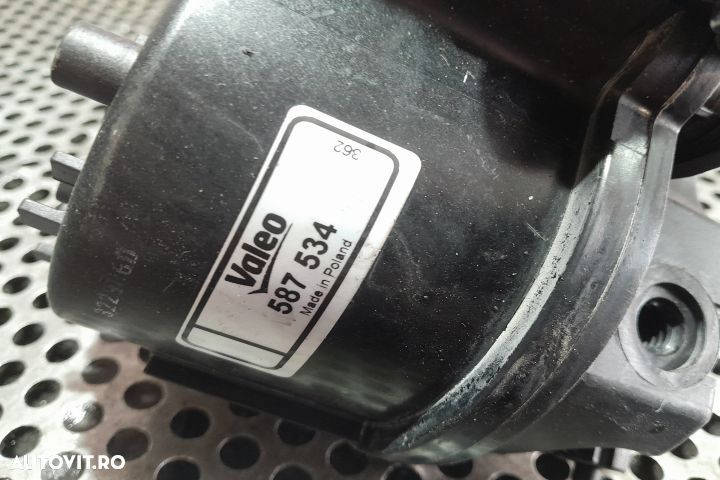 362
Valeo
587 534
Made in Poland
AUTOVIT.RO